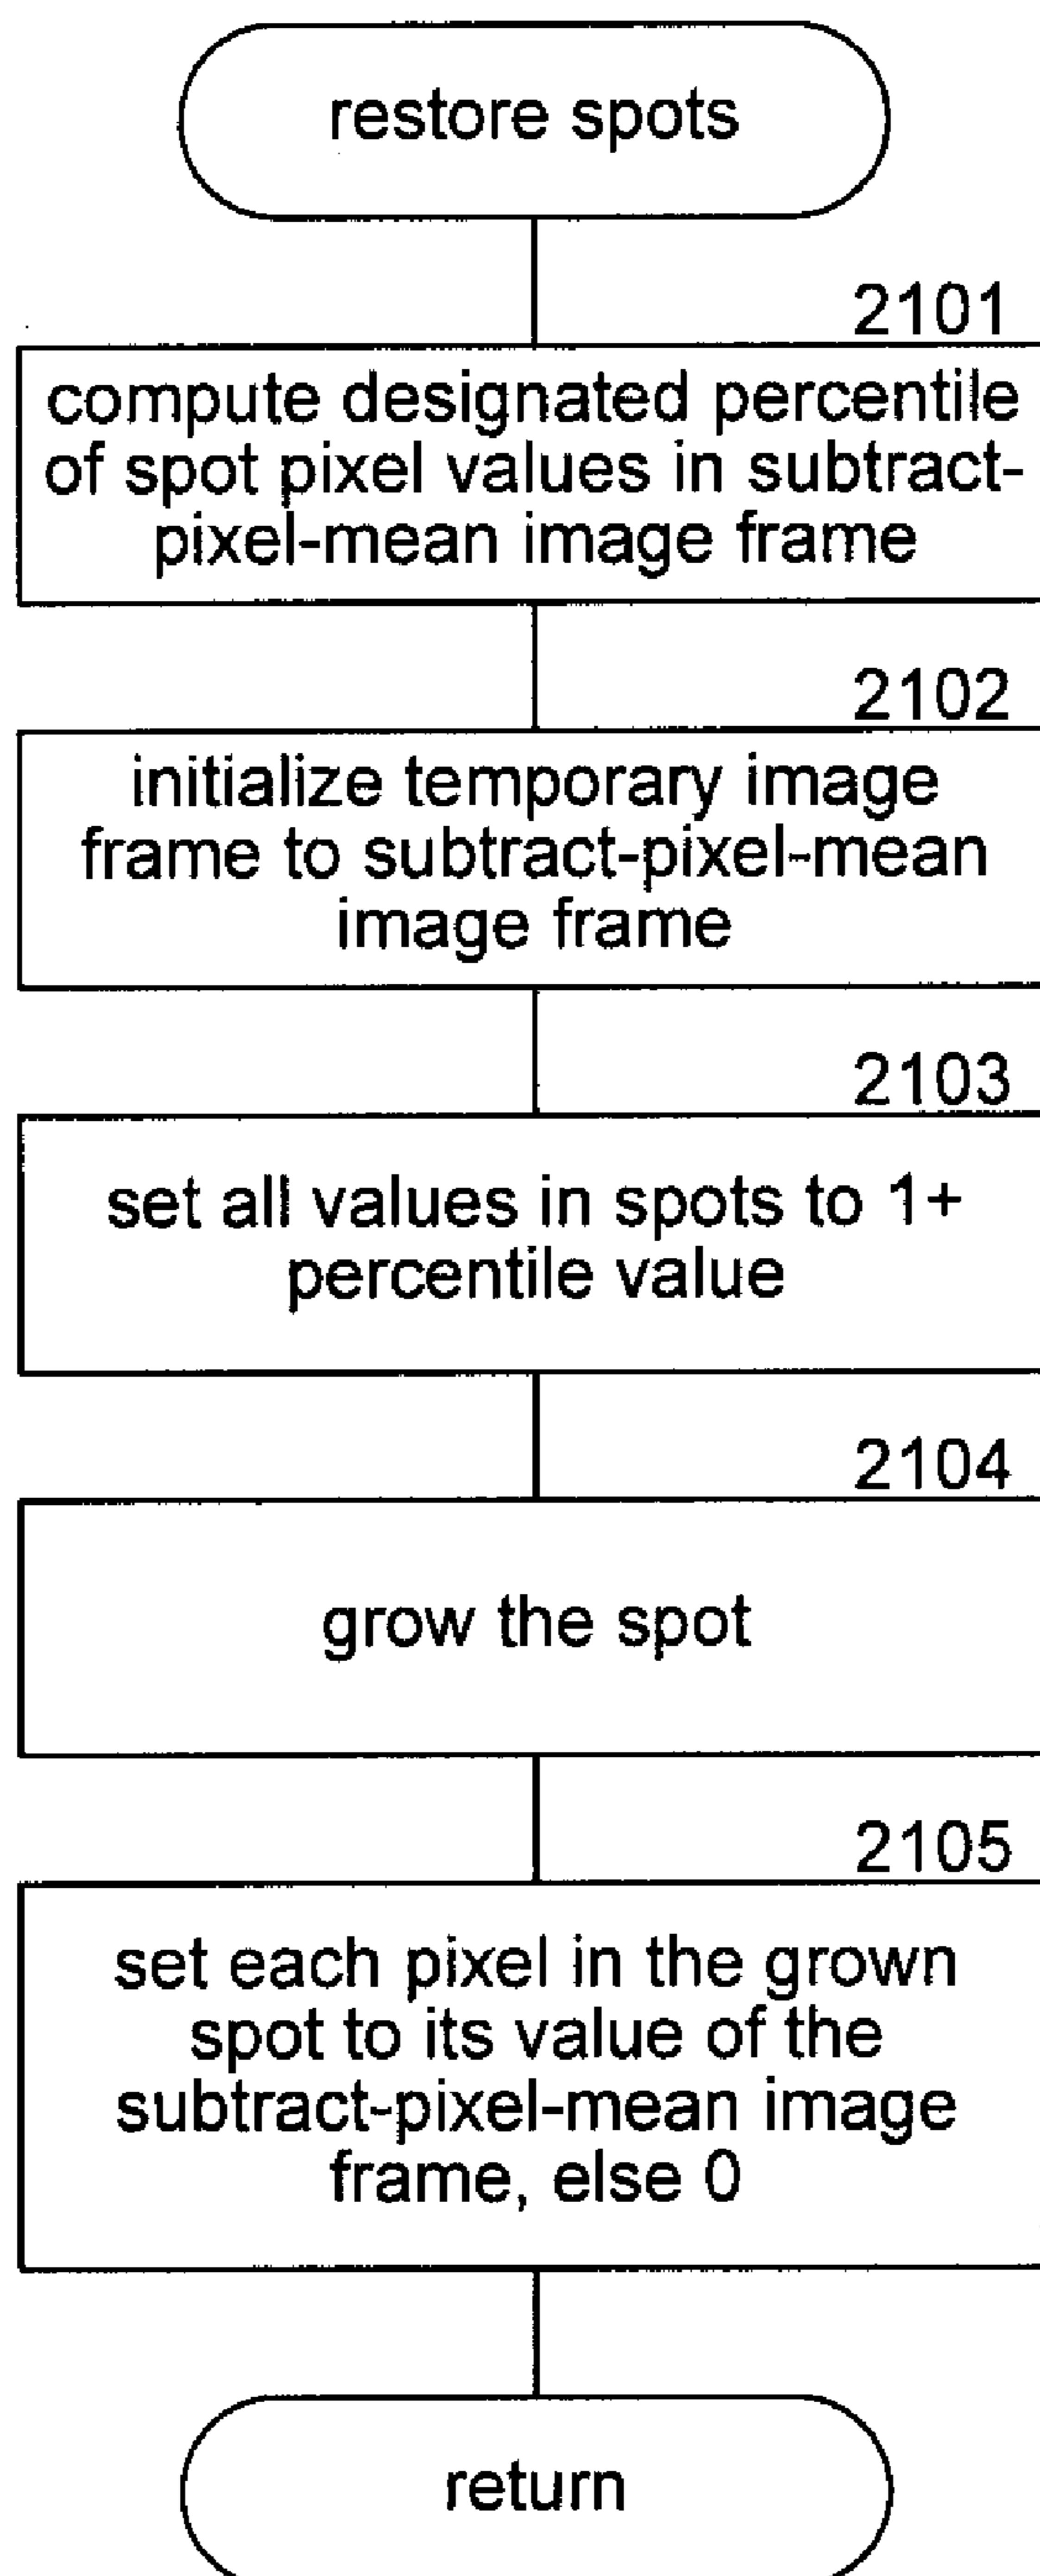 restore spots
2101
compute designated percentile
of spot pixel values in subtract-
pixel-mean image frame
2102
initialize temporary image
frame to subtract-pixel-mean
image frame
2103
set all values in spots to 1+
percentile value
2104
grow the spot
2105
set each pixel in the grown
spot to its value of the
subtract-pixel-mean image
frame, else 0
return